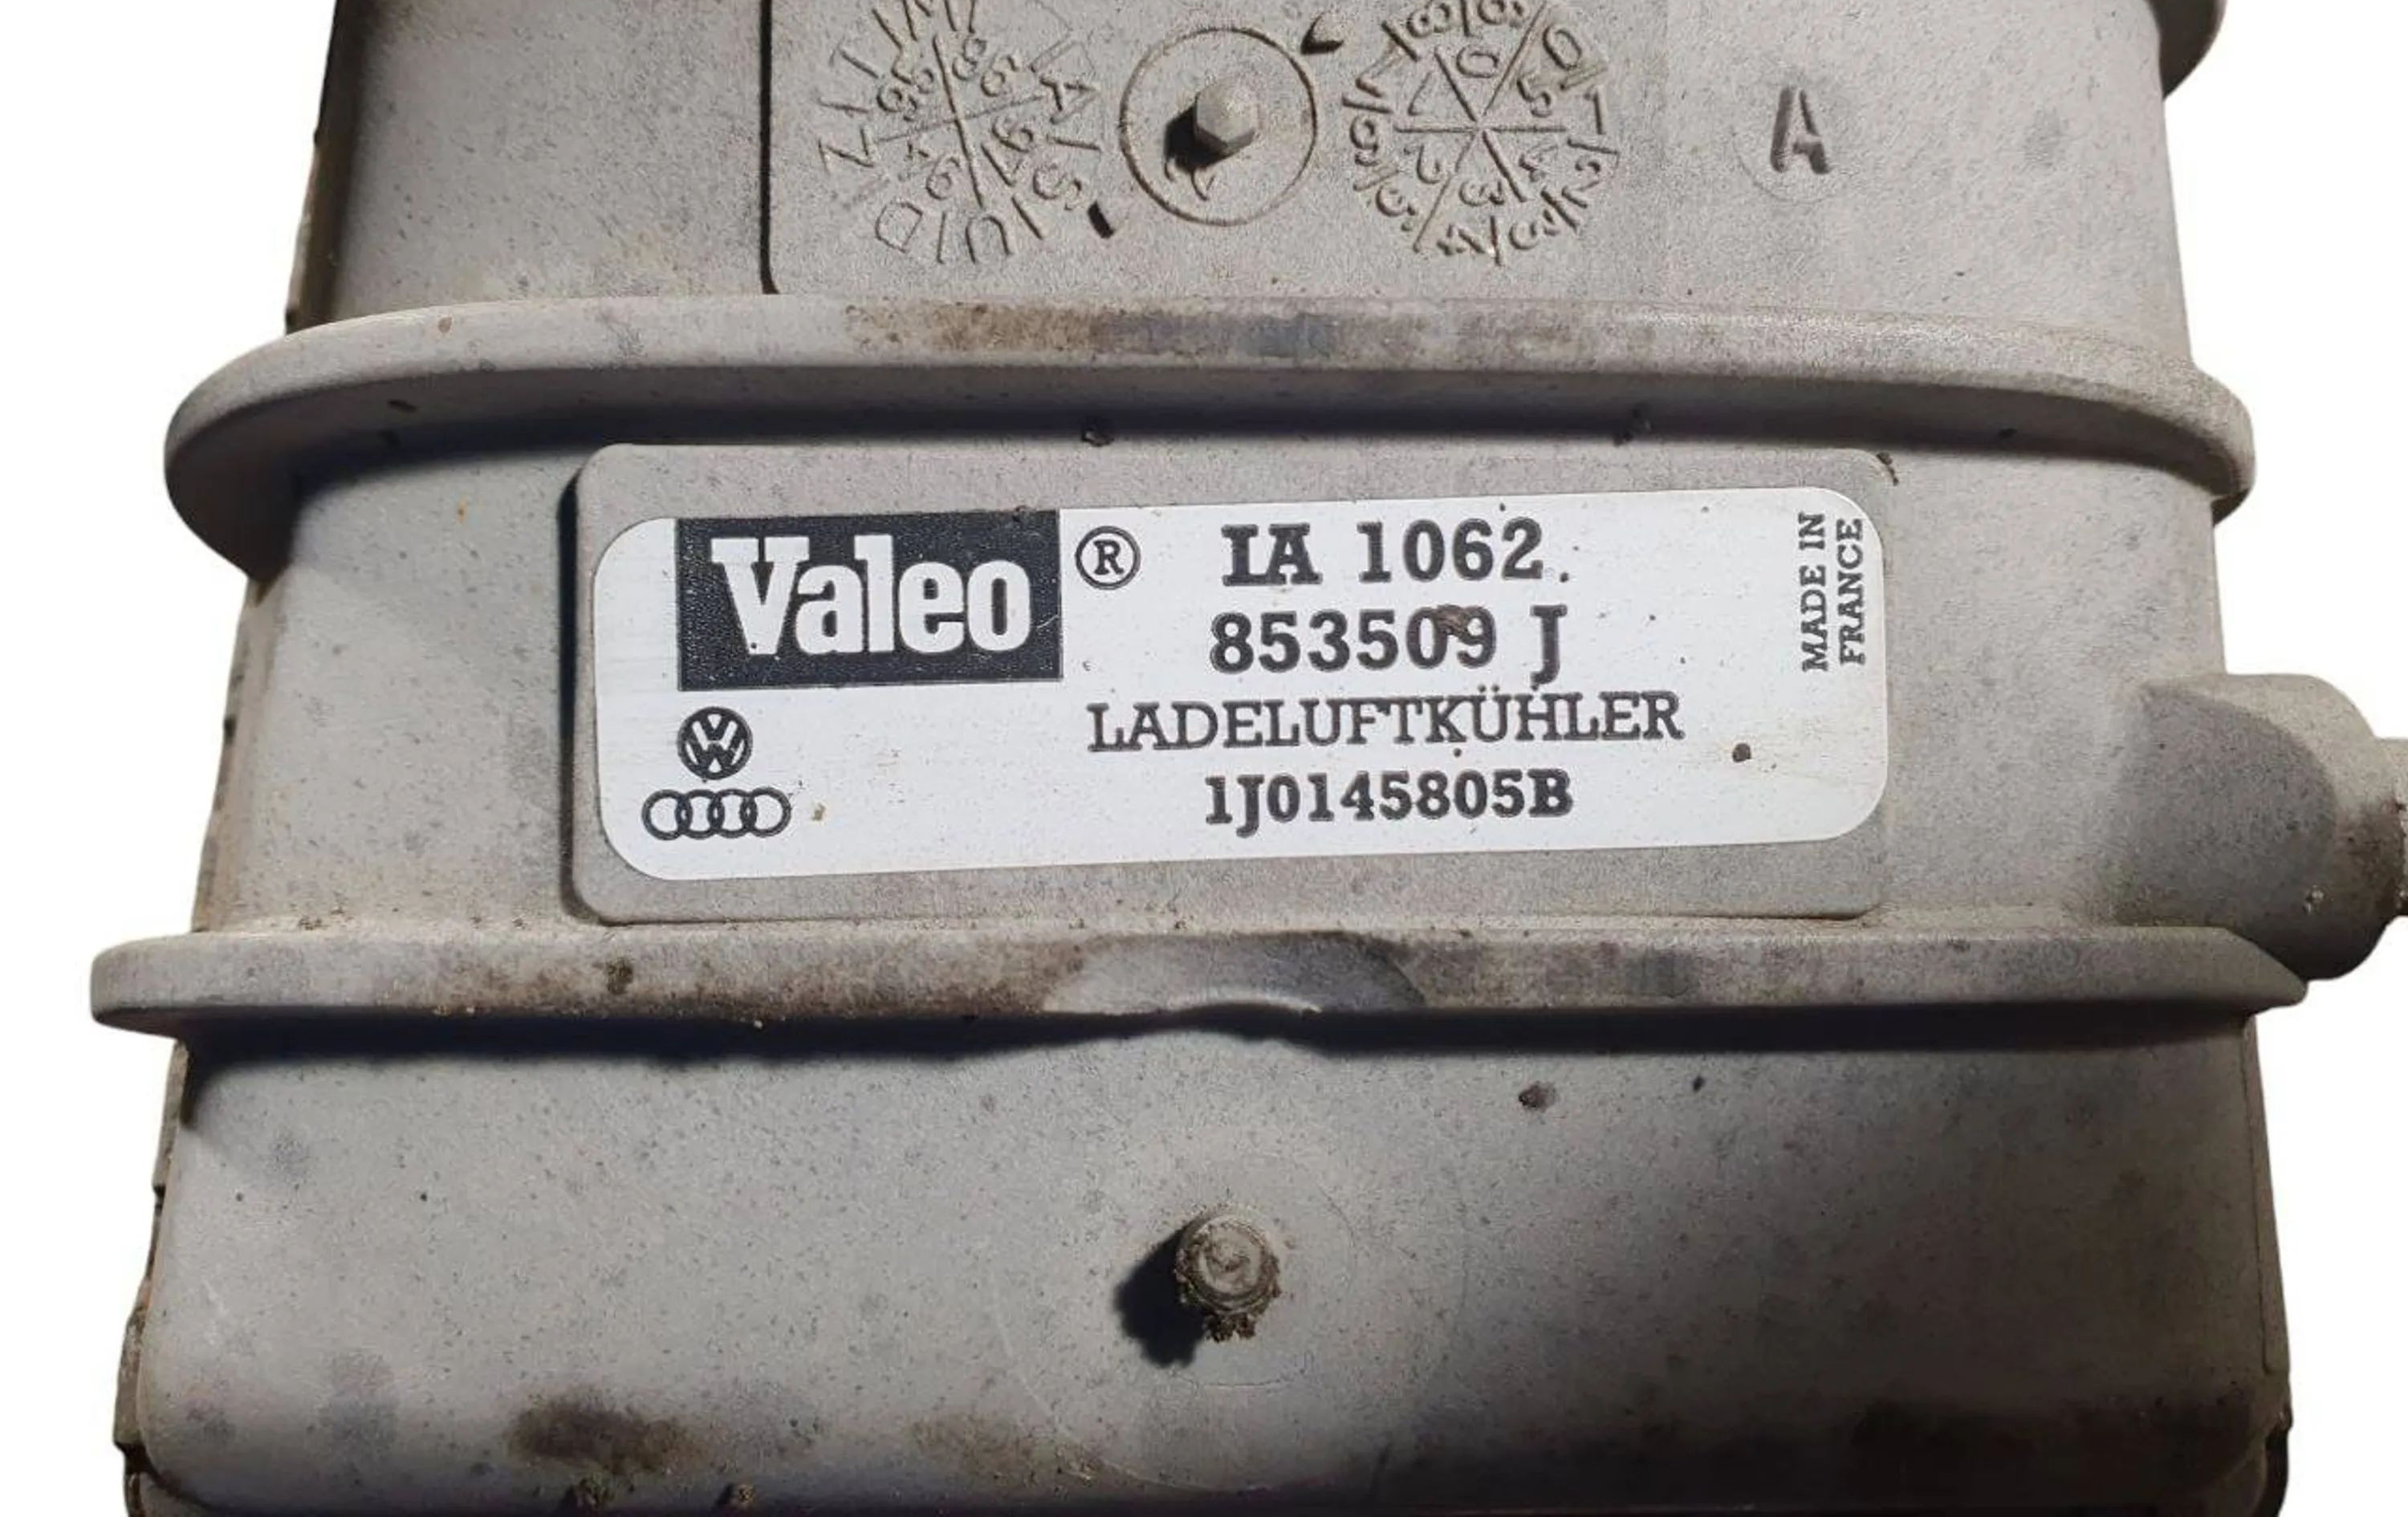 A
Valeo ® IA 1062
853509 J
LADELUFTKÜHLER
1J0145805B
MADE IN
FRANCE